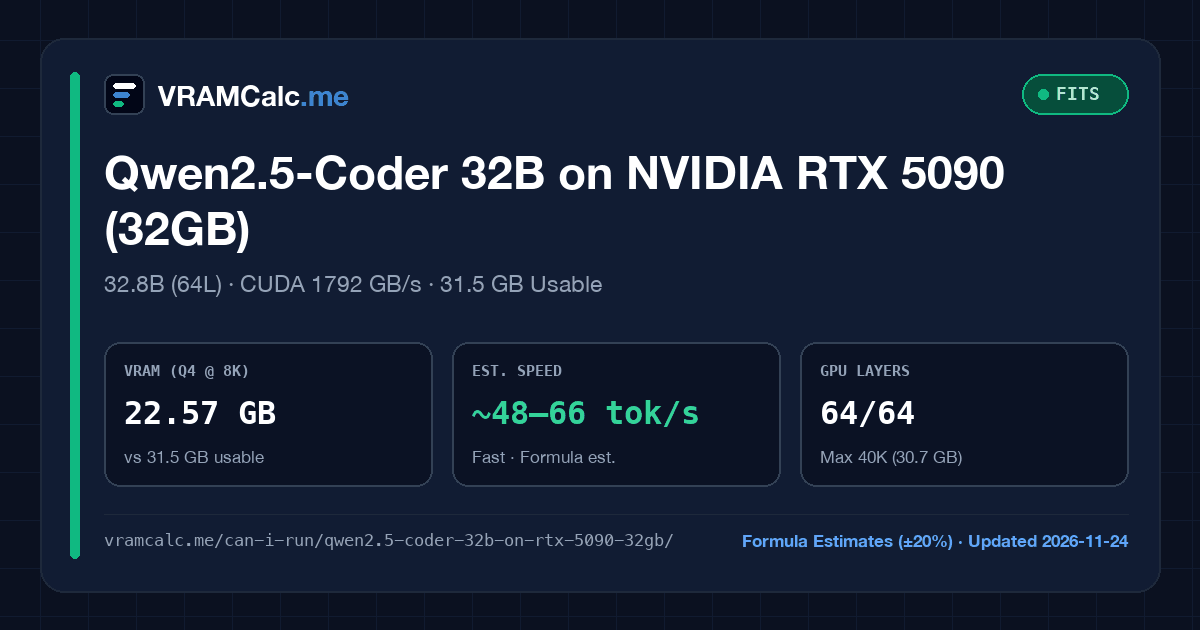 VRAMCalc.me
FITS
Qwen2.5-Coder 32B on NVIDIA RTX 5090
(32GB)
32.8B (64L) · CUDA 1792 GB/s · 31.5 GB Usable
VRAM (Q4 @ 8K)
22.57 GB
vs 31.5 GB usable
EST. SPEED
~48–66 tok/s
Fast · Formula est.
GPU LAYERS
64/64
Max 40K (30.7 GB)
vramcalc.me/can-i-run/qwen2.5-coder-32b-on-rtx-5090-32gb/
Formula Estimates (±20%) · Updated 2026-11-24